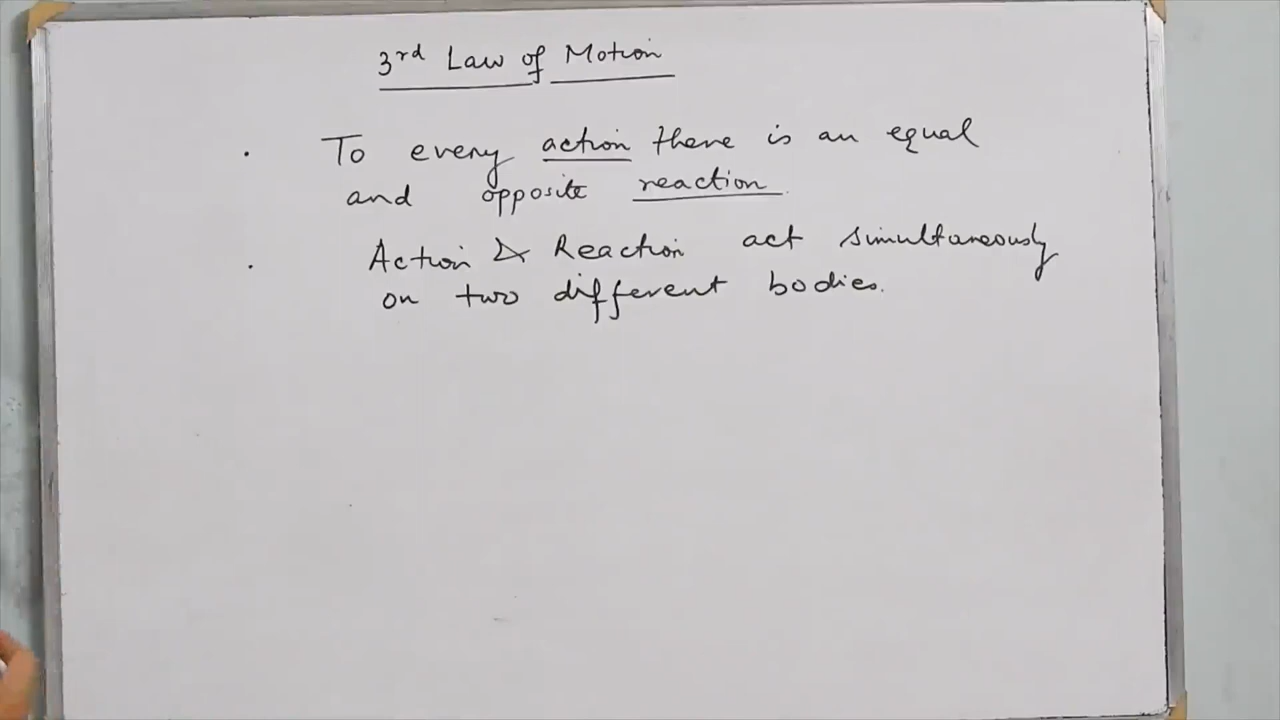 3rd Law of Motion
. To every action there is an equal
and opposite reaction.
. Action & Reaction act simultaneously
on two different bodies.